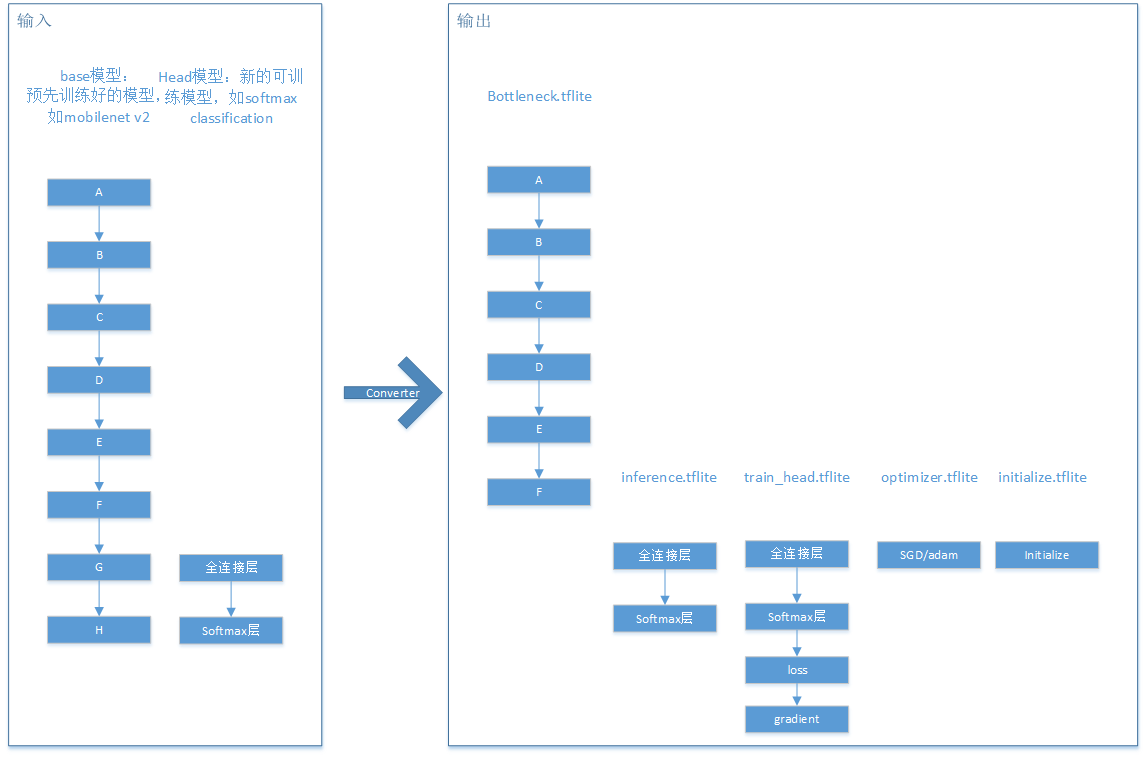 输入
base模型：
预先训练好的模型，
如mobilenet v2
Head模型：新的可训
练模型，如softmax
classification
A
B
C
D
E
F
G
H
全连接层
Softmax层
Converter
输出
Bottleneck.tflite
A
B
C
D
E
F
inference.tflite
全连接层
Softmax层
train_head.tflite
全连接层
Softmax层
loss
gradient
optimizer.tflite
SGD/adam
initialize.tflite
Initialize